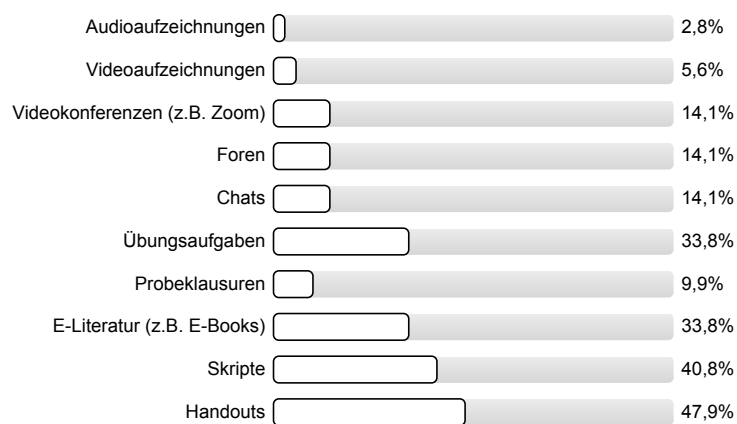 Audioaufzeichnungen 2,8%
Videoaufzeichnungen 5,6%
Videokonferenzen (z.B. Zoom) 14,1%
Foren 14,1%
Chats 14,1%
Übungsaufgaben 33,8%
Probeklausuren 9,9%
E-Literatur (z.B. E-Books) 33,8%
Skripte 40,8%
Handouts 47,9%